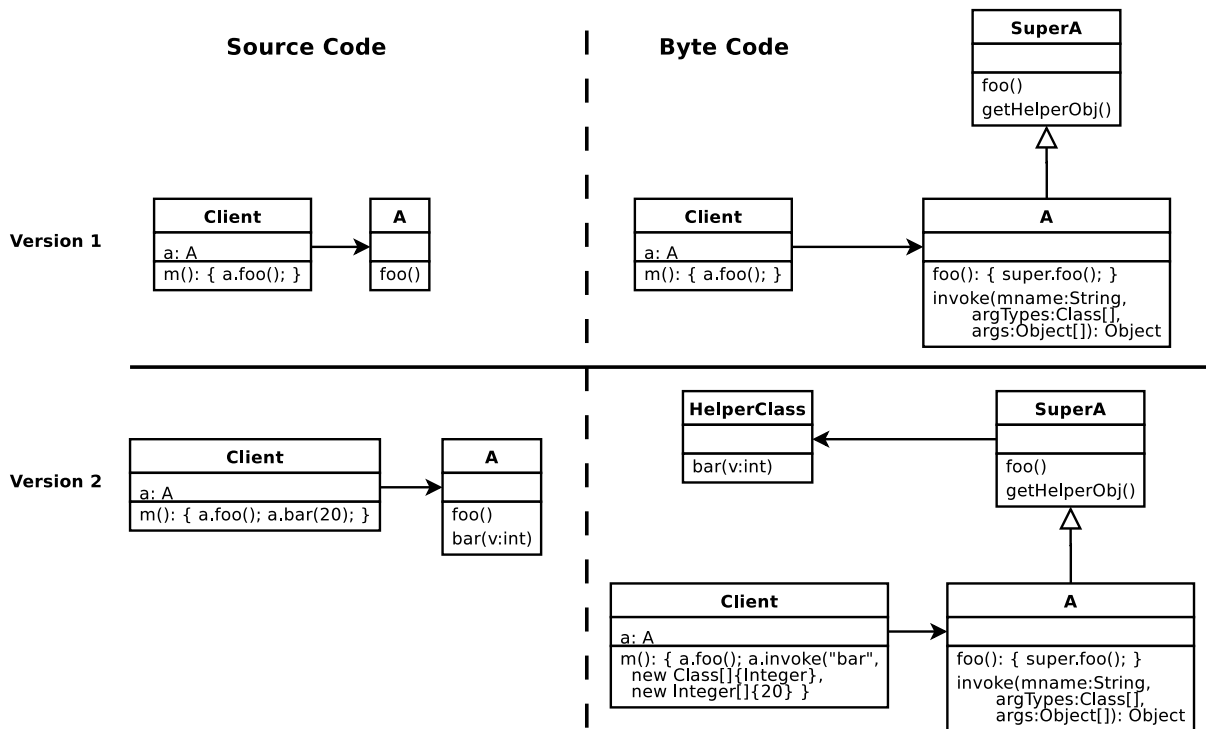 Source Code
Byte Code
SuperA
foo()
getHelperObj()
Version 1
Client
a: A
m(): { a.foo(); }
A
foo()
Client
a: A
m(): { a.foo(); }
A
foo(): { super.foo(); }
invoke(mname:String,
argTypes:Class[],
args:Object[]): Object
Version 2
Client
a: A
m(): { a.foo(); a.bar(20); }
A
foo()
bar(v:int)
HelperClass
bar(v:int)
SuperA
foo()
getHelperObj()
Client
a: A
m(): { a.foo(); a.invoke("bar",
new Class[]{Integer},
new Integer[]{20} }
A
foo(): { super.foo(); }
invoke(mname:String,
argTypes:Class[],
args:Object[]): Object